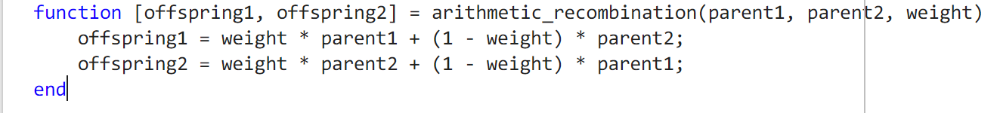 function [offspring1, offspring2] = arithmetic_recombination(parent1, parent2, weight)
    offspring1 = weight * parent1 + (1 - weight) * parent2;
    offspring2 = weight * parent2 + (1 - weight) * parent1;
end